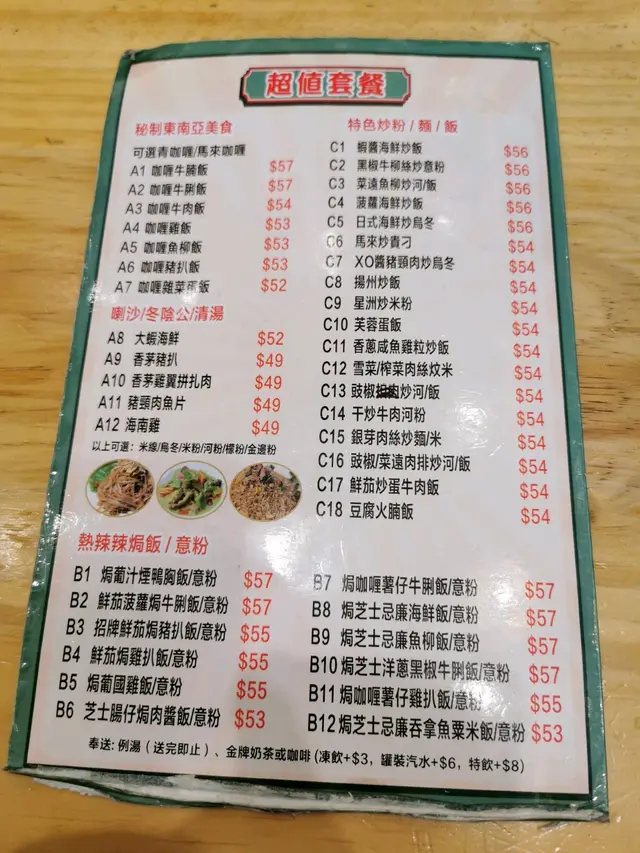 超值套餐
秘制東南亞美食
可選青咖喱/馬來咖喱
A1 咖喱牛腩飯 $57
A2 咖喱牛脷飯 $57
A3 咖喱牛肉飯 $54
A4 咖喱雞飯 $53
A5 咖喱魚柳飯 $53
A6 咖喱豬扒飯 $53
A7 咖喱雜菜蛋飯 $52
喇沙/冬陰公/清湯
A8 大蝦海鮮 $52
A9 香茅豬扒 $49
A10 香茅雞翼拼扎肉 $49
A11 豬頸肉魚片 $49
A12 海南雞 $49
以上可選：米線/烏冬/米粉/河粉/檬粉/金邊粉
特色炒粉/麵/飯
C1 蝦醬海鮮炒飯 $56
C2 黑椒牛柳絲炒意粉 $56
C3 菜遠魚柳炒河/飯 $56
C4 菠蘿海鮮炒飯 $56
C5 日式海鮮炒烏冬 $56
C6 馬來炒貴刁 $54
C7 XO醬豬頸肉炒烏冬 $54
C8 揚州炒飯 $54
C9 星洲炒米粉 $54
C10 芙蓉蛋飯 $54
C11 香蔥咸魚雞粒炒飯 $54
C12 雪菜/榨菜肉絲炆米 $54
C13 豉椒炒河/飯 $54
C14 干炒牛肉河粉 $54
C15 銀芽肉絲炒麵/米 $54
C16 豉椒/菜遠肉排炒河/飯 $54
C17 鮮茄炒蛋牛肉飯 $54
C18 豆腐火腩飯 $54
熱辣辣焗飯/意粉
B1 焗葡汁煙鴨胸飯/意粉 $57
B2 鮮茄菠蘿焗牛脷飯/意粉 $57
B3 招牌鮮茄焗豬扒飯/意粉 $55
B4 鮮茄焗雞扒飯/意粉 $55
B5 焗葡國雞飯/意粉 $55
B6 芝士腸仔焗肉醬飯/意粉 $53
B7 焗咖喱薯仔牛脷飯/意粉 $57
B8 焗芝士忌廉海鮮飯/意粉 $57
B9 焗芝士忌廉魚柳飯/意粉 $57
B10 焗芝士洋蔥黑椒牛脷飯/意粉 $57
B11 焗咖喱薯仔雞扒飯/意粉 $55
B12 焗芝士忌廉吞拿魚粟米飯/意粉 $53
奉送：例湯（送完即止）、金牌奶茶或咖啡（凍飲+$3，罐裝汽水+$6，特飲+$8）